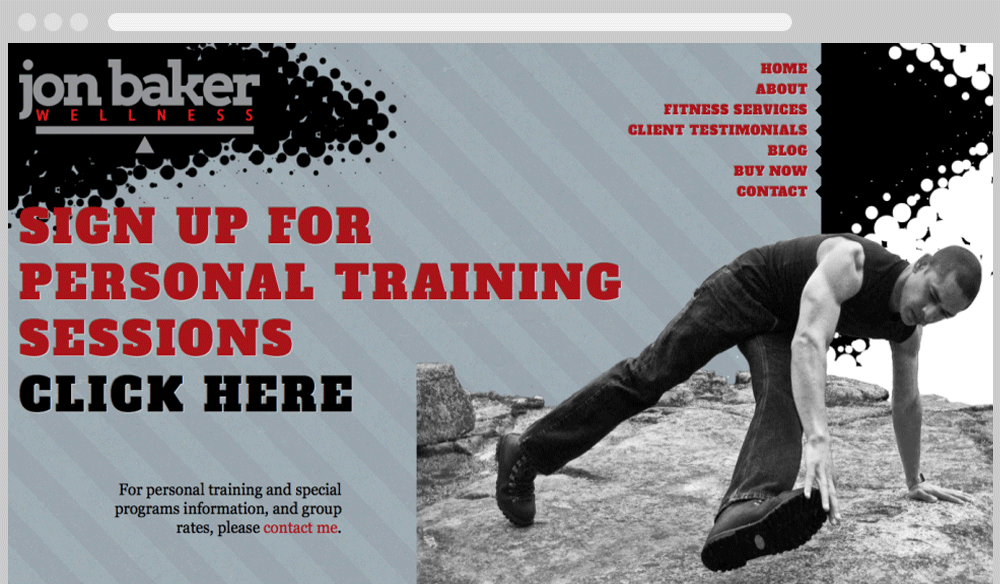 jon baker
WELLNESS
HOME
ABOUT
FITNESS SERVICES
CLIENT TESTIMONIALS
BLOG
BUY NOW
CONTACT
SIGN UP FOR
PERSONAL TRAINING
SESSIONS
CLICK HERE
For personal training and special
programs information, and group
rates, please contact me.